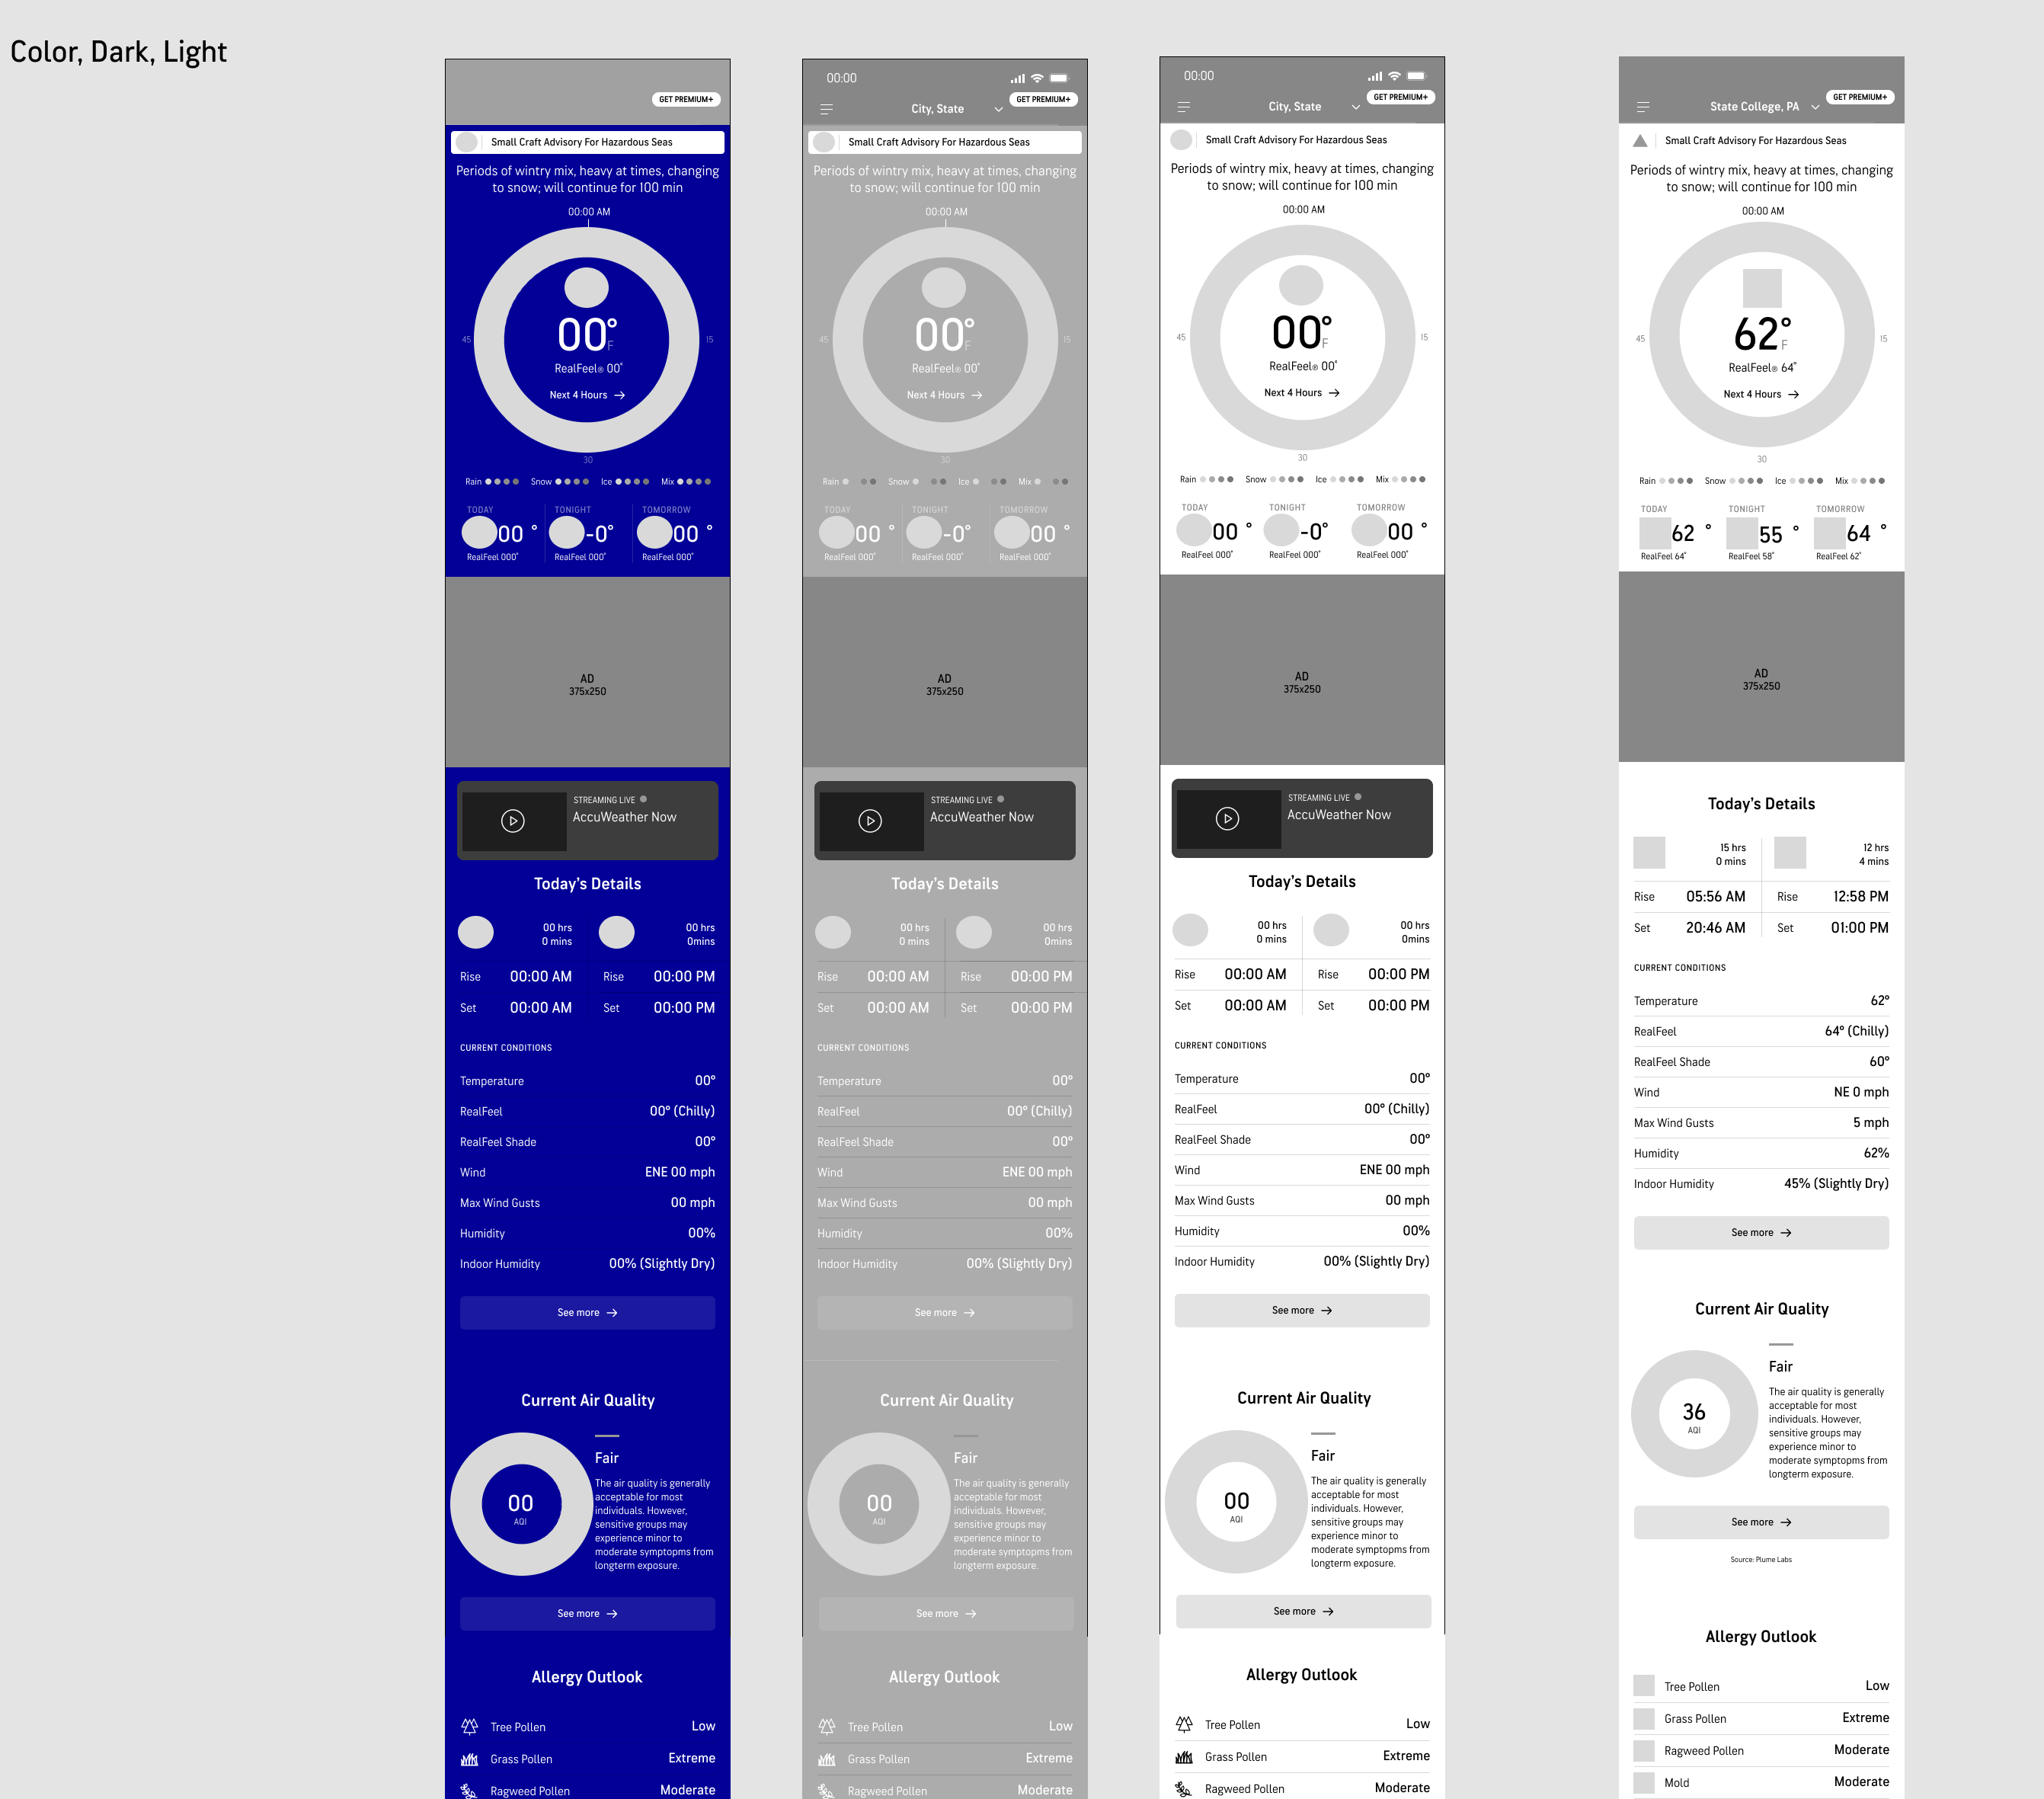 Color, Dark, Light
GET PREMIUM+
Small Craft Advisory For Hazardous Seas
Periods of wintry mix, heavy at times, changing
to snow; will continue for 100 min
00:00 AM
45
15
00°
F
RealFeel® 00°
Next 4 Hours →
30
Rain Snow Ice Mix
TODAY TONIGHT TOMORROW
00 ° -0° 00 °
RealFeel 000° RealFeel 000° RealFeel 000°
AD
375x250
STREAMING LIVE
AccuWeather Now
Today's Details
00 hrs 00 hrs
0 mins 0mins
Rise 00:00 AM Rise 00:00 PM
Set 00:00 AM Set 00:00 PM
CURRENT CONDITIONS
Temperature 00°
RealFeel 00° (Chilly)
RealFeel Shade 00°
Wind ENE 00 mph
Max Wind Gusts 00 mph
Humidity 00%
Indoor Humidity 00% (Slightly Dry)
See more →
Current Air Quality
Fair
00
AQI
The air quality is generally
acceptable for most
individuals. However,
sensitive groups may
experience minor to
moderate symptopms from
longterm exposure.
See more →
Allergy Outlook
Tree Pollen Low
Grass Pollen Extreme
Ragweed Pollen Moderate
00:00
City, State
GET PREMIUM+
Small Craft Advisory For Hazardous Seas
Periods of wintry mix, heavy at times, changing
to snow; will continue for 100 min
00:00 AM
45
15
00°
F
RealFeel® 00°
Next 4 Hours →
30
Rain Snow Ice Mix
TODAY TONIGHT TOMORROW
00 ° -0° 00 °
RealFeel 000° RealFeel 000° RealFeel 000°
AD
375x250
STREAMING LIVE
AccuWeather Now
Today's Details
00 hrs 00 hrs
0 mins 0mins
Rise 00:00 AM Rise 00:00 PM
Set 00:00 AM Set 00:00 PM
CURRENT CONDITIONS
Temperature 00°
RealFeel 00° (Chilly)
RealFeel Shade 00°
Wind ENE 00 mph
Max Wind Gusts 00 mph
Humidity 00%
Indoor Humidity 00% (Slightly Dry)
See more →
Current Air Quality
Fair
00
AQI
The air quality is generally
acceptable for most
individuals. However,
sensitive groups may
experience minor to
moderate symptopms from
longterm exposure.
See more →
Allergy Outlook
Tree Pollen Low
Grass Pollen Extreme
Ragweed Pollen Moderate
00:00
City, State
GET PREMIUM+
Small Craft Advisory For Hazardous Seas
Periods of wintry mix, heavy at times, changing
to snow; will continue for 100 min
00:00 AM
45
15
00°
F
RealFeel® 00°
Next 4 Hours →
30
Rain Snow Ice Mix
TODAY TONIGHT TOMORROW
00 ° -0° 00 °
RealFeel 000° RealFeel 000° RealFeel 000°
AD
375x250
STREAMING LIVE
AccuWeather Now
Today's Details
00 hrs 00 hrs
0 mins 0mins
Rise 00:00 AM Rise 00:00 PM
Set 00:00 AM Set 00:00 PM
CURRENT CONDITIONS
Temperature 00°
RealFeel 00° (Chilly)
RealFeel Shade 00°
Wind ENE 00 mph
Max Wind Gusts 00 mph
Humidity 00%
Indoor Humidity 00% (Slightly Dry)
See more →
Current Air Quality
Fair
00
AQI
The air quality is generally
acceptable for most
individuals. However,
sensitive groups may
experience minor to
moderate symptopms from
longterm exposure.
See more →
Allergy Outlook
Tree Pollen Low
Grass Pollen Extreme
Ragweed Pollen Moderate
State College, PA
GET PREMIUM+
Small Craft Advisory For Hazardous Seas
Periods of wintry mix, heavy at times, changing
to snow; will continue for 100 min
00:00 AM
45
15
62°
F
RealFeel® 64°
Next 4 Hours →
30
Rain Snow Ice Mix
TODAY TONIGHT TOMORROW
62 ° 55 ° 64 °
RealFeel 64° RealFeel 58° RealFeel 62°
AD
375x250
Today's Details
15 hrs 12 hrs
0 mins 4 mins
Rise 05:56 AM Rise 12:58 PM
Set 20:46 AM Set 01:00 PM
CURRENT CONDITIONS
Temperature 62°
RealFeel 64° (Chilly)
RealFeel Shade 60°
Wind NE 0 mph
Max Wind Gusts 5 mph
Humidity 62%
Indoor Humidity 45% (Slightly Dry)
See more →
Current Air Quality
Fair
36
AQI
The air quality is generally
acceptable for most
individuals. However,
sensitive groups may
experience minor to
moderate symptopms from
longterm exposure.
See more →
Source: Plume Labs
Allergy Outlook
Tree Pollen Low
Grass Pollen Extreme
Ragweed Pollen Moderate
Mold Moderate